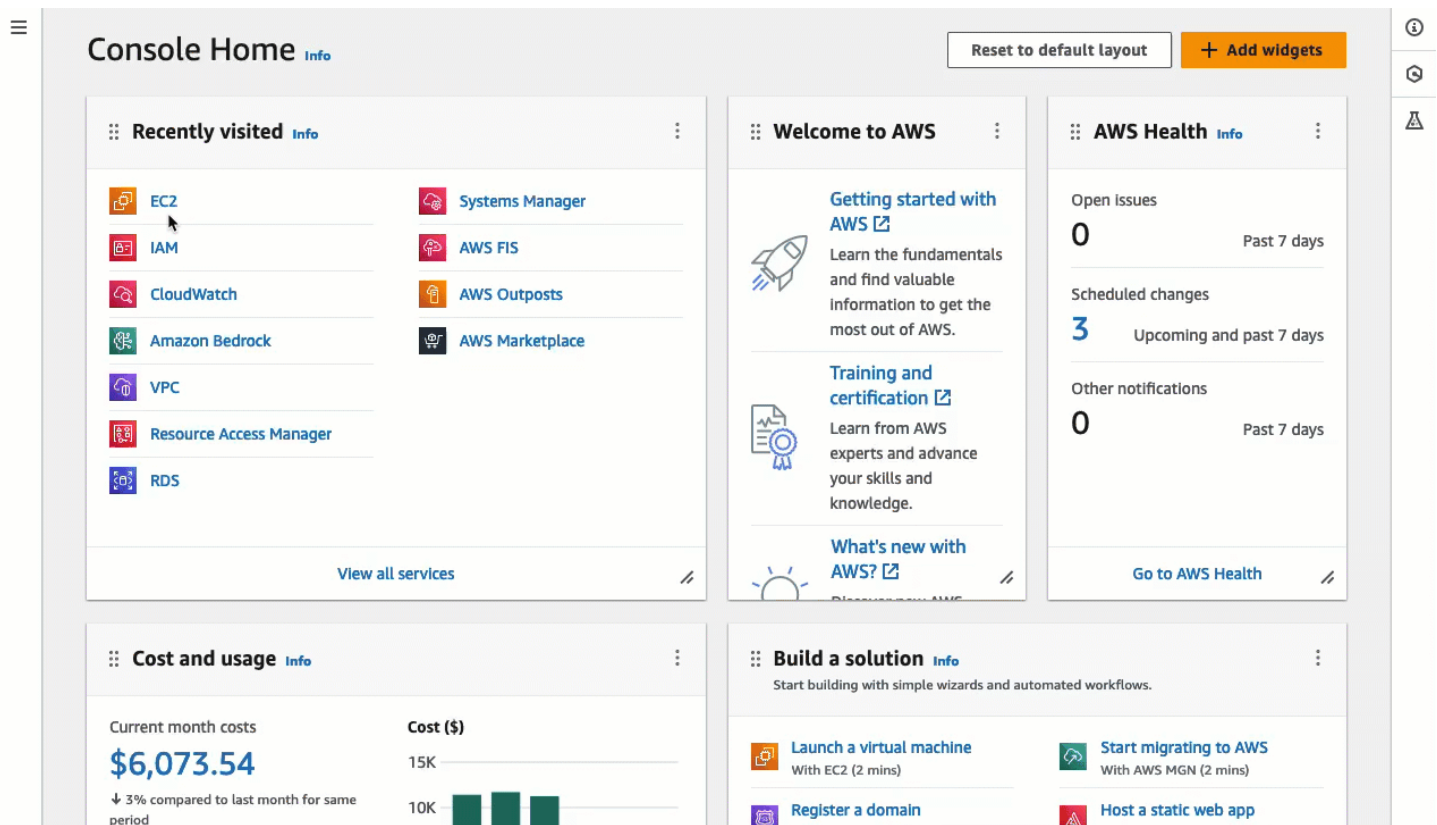 Console Home Info
Reset to default layout
+ Add widgets
Recently visited Info
EC2
IAM
CloudWatch
Amazon Bedrock
VPC
Resource Access Manager
RDS
Systems Manager
AWS FIS
AWS Outposts
AWS Marketplace
View all services
Welcome to AWS
Getting started with
AWS
Learn the fundamentals
and find valuable
information to get the
most out of AWS.
Training and
certification
Learn from AWS
experts and advance
your skills and
knowledge.
What's new with
AWS?
AWS Health Info
Open issues
0
Past 7 days
Scheduled changes
3
Upcoming and past 7 days
Other notifications
0
Past 7 days
Go to AWS Health
Cost and usage Info
Current month costs
$6,073.54
3% compared to last month for same
period
Cost ($)
15K
10K
Build a solution Info
Start building with simple wizards and automated workflows.
Launch a virtual machine
With EC2 (2 mins)
Register a domain
Start migrating to AWS
With AWS MGN (2 mins)
Host a static web app